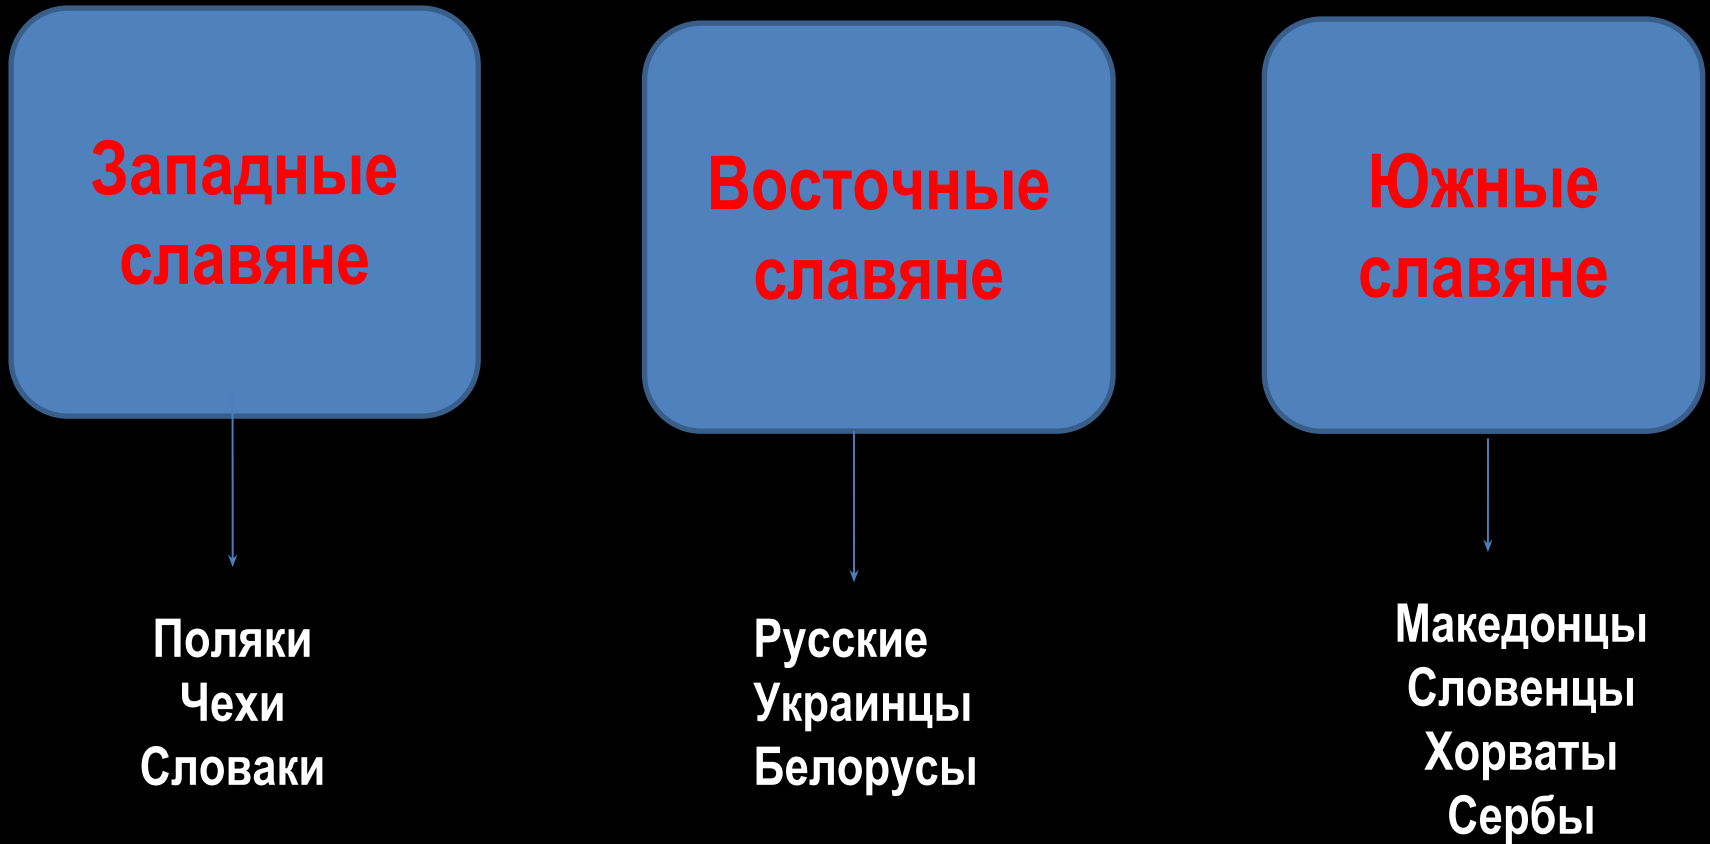 Западные
славяне
Восточные
славяне
Южные
славяне
Поляки
Чехи
Словаки
Русские
Украинцы
Белорусы
Македонцы
Словенцы
Хорваты
Сербы